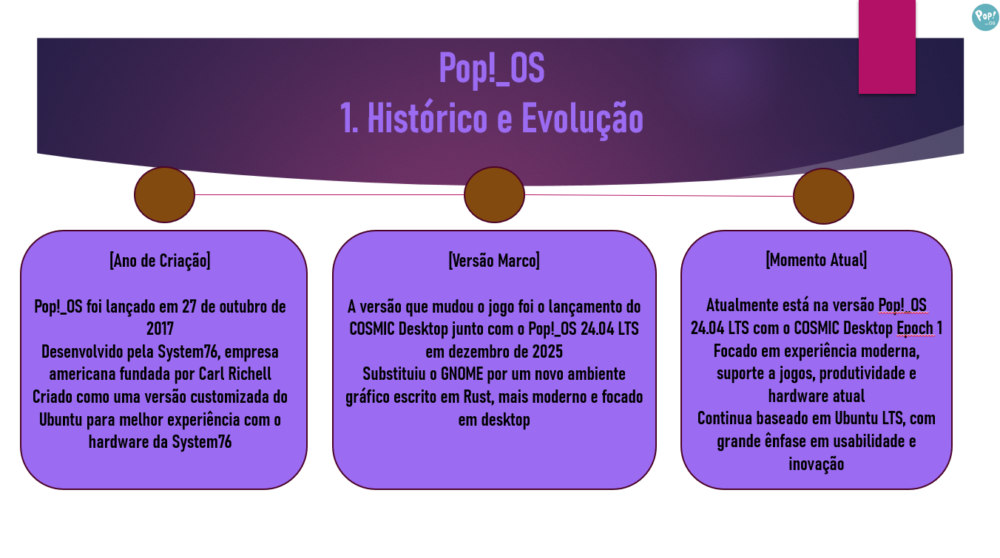 Pop!
_OS
Pop!_OS
1. Histórico e Evolução
[Ano de Criação]
Pop!_OS foi lançado em 27 de outubro de
2017
Desenvolvido pela System76, empresa
americana fundada por Carl Richell
Criado como uma versão customizada do
Ubuntu para melhor experiência com o
hardware da System76
[Versão Marco]
A versão que mudou o jogo foi o lançamento do
COSMIC Desktop junto com o Pop!_OS 24.04 LTS
em dezembro de 2025
Substituiu o GNOME por um novo ambiente
gráfico escrito em Rust, mais moderno e focado
em desktop
[Momento Atual]
Atualmente está na versão Pop!_OS
24.04 LTS com o COSMIC Desktop Epoch 1
Focado em experiência moderna,
suporte a jogos, produtividade e
hardware atual
Continua baseado em Ubuntu LTS, com
grande ênfase em usabilidade e
inovação